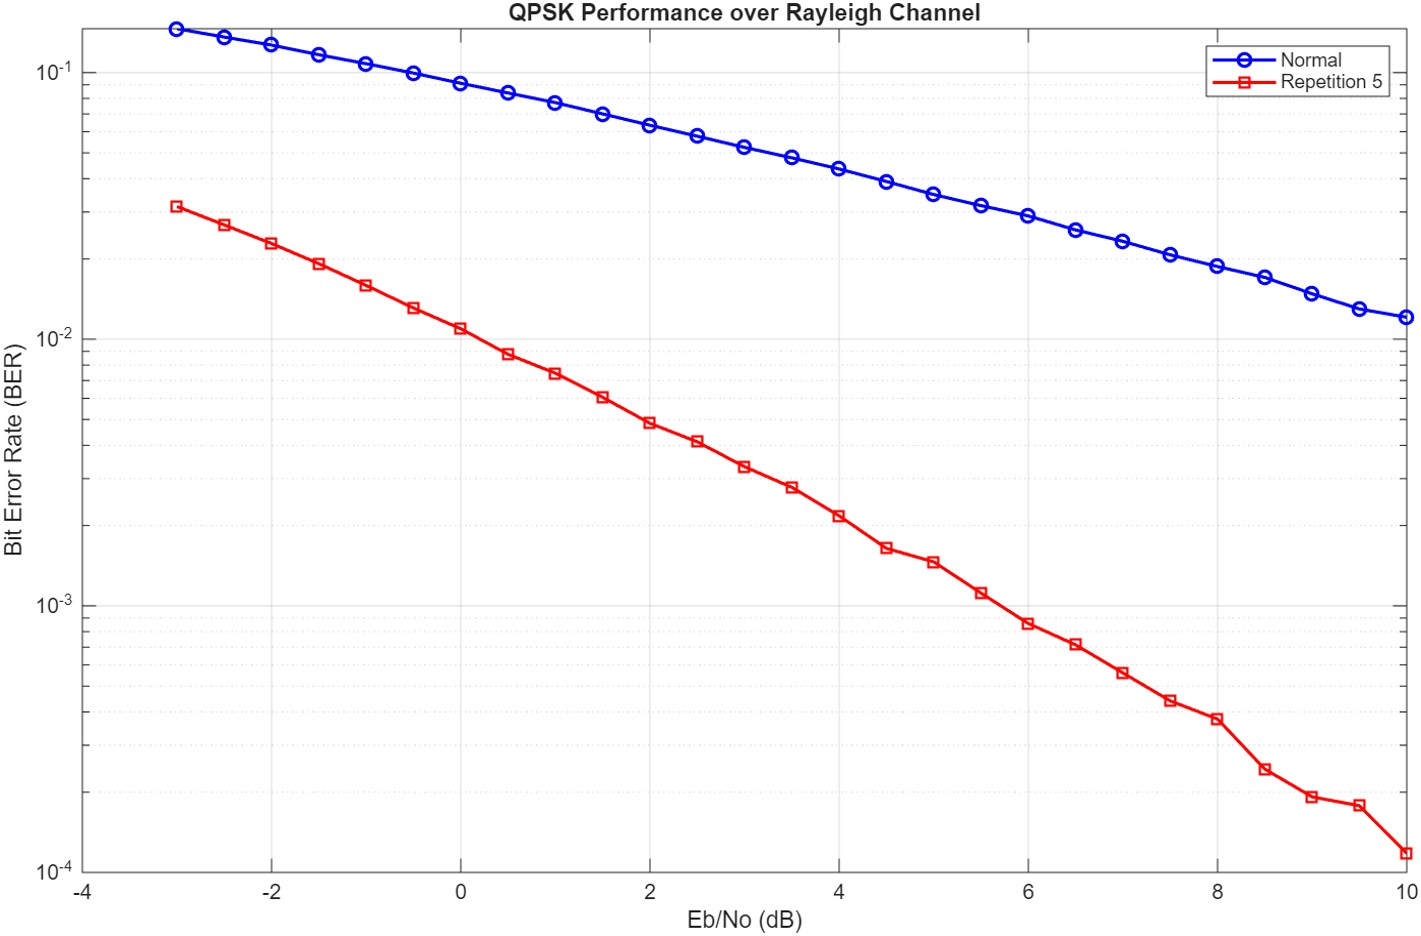 QPSK Performance over Rayleigh Channel
Normal
Repetition 5
Bit Error Rate (BER)
10^-1
10^-2
10^-3
10^-4
-4 -2 0 2 4 6 8 10
Eb/No (dB)